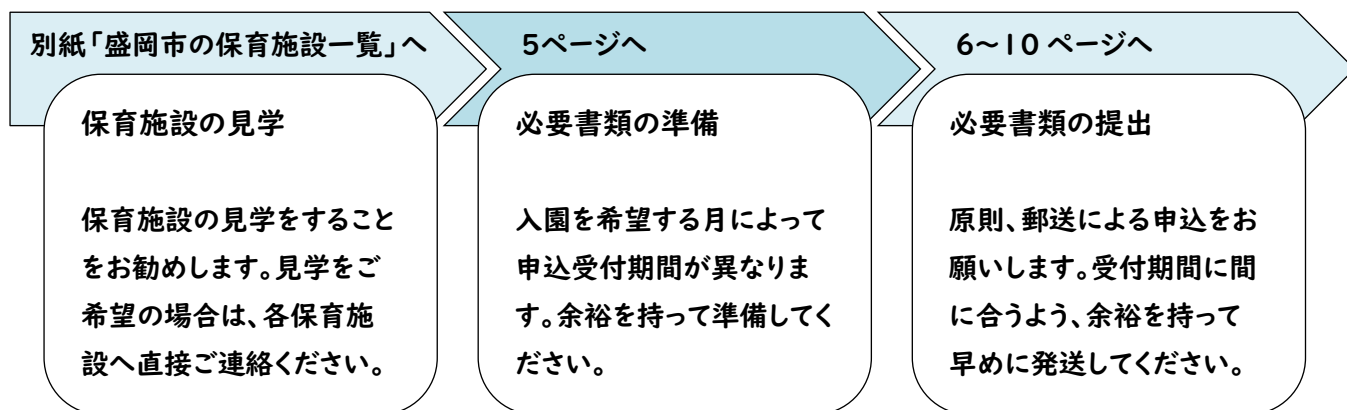 別紙「盛岡市の保育施設一覧」へ
保育施設の見学
保育施設の見学をすること
をお勧めします。見学をご
希望の場合は、各保育施
設へ直接ご連絡ください。
5ページへ
必要書類の準備
入園を希望する月によって
申込受付期間が異なりま
す。余裕を持って準備してく
ださい。
6～10 ページへ
必要書類の提出
原則、郵送による申込をお
願いします。受付期間に間
に合うよう、余裕を持って
早めに発送してください。